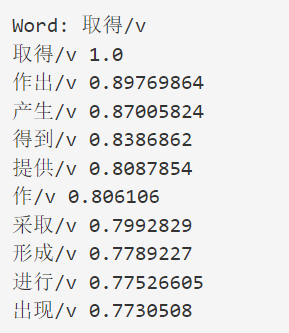 Word: 取得/v
取得/v 1.0
作出/v 0.89769864
产生/v 0.87005824
得到/v 0.8386862
提供/v 0.8087854
作/v 0.806106
采取/v 0.7992829
形成/v 0.7789227
进行/v 0.77526605
出现/v 0.7730508